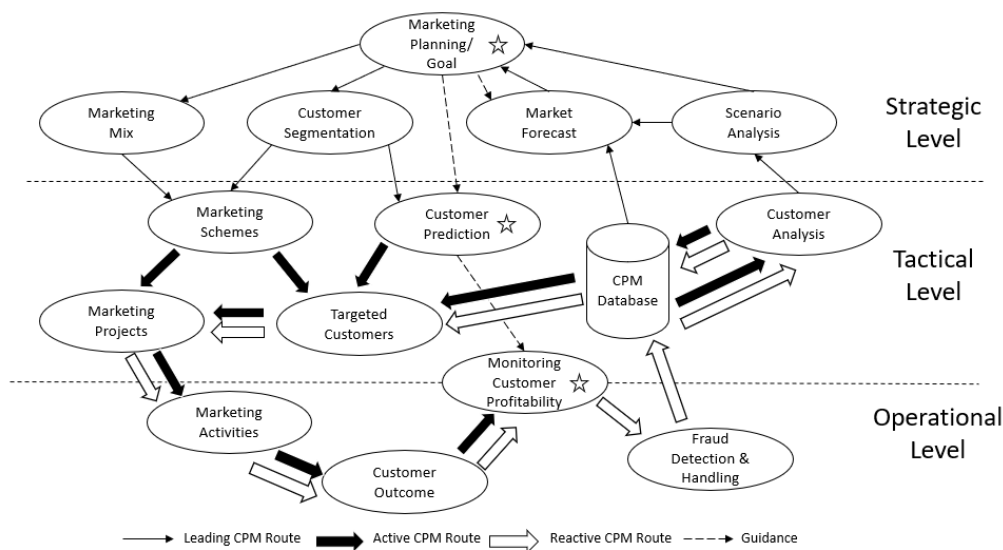 Marketing
Planning/
Goal
Marketing
Mix
Customer
Segmentation
Market
Forecast
Scenario
Analysis
Strategic
Level
Marketing
Schemes
Customer
Prediction
CPM
Database
Customer
Analysis
Tactical
Level
Marketing
Projects
Targeted
Customers
Monitoring
Customer
Profitability
Marketing
Activities
Customer
Outcome
Fraud
Detection &
Handling
Operational
Level
Leading CPM Route
Active CPM Route
Reactive CPM Route
Guidance